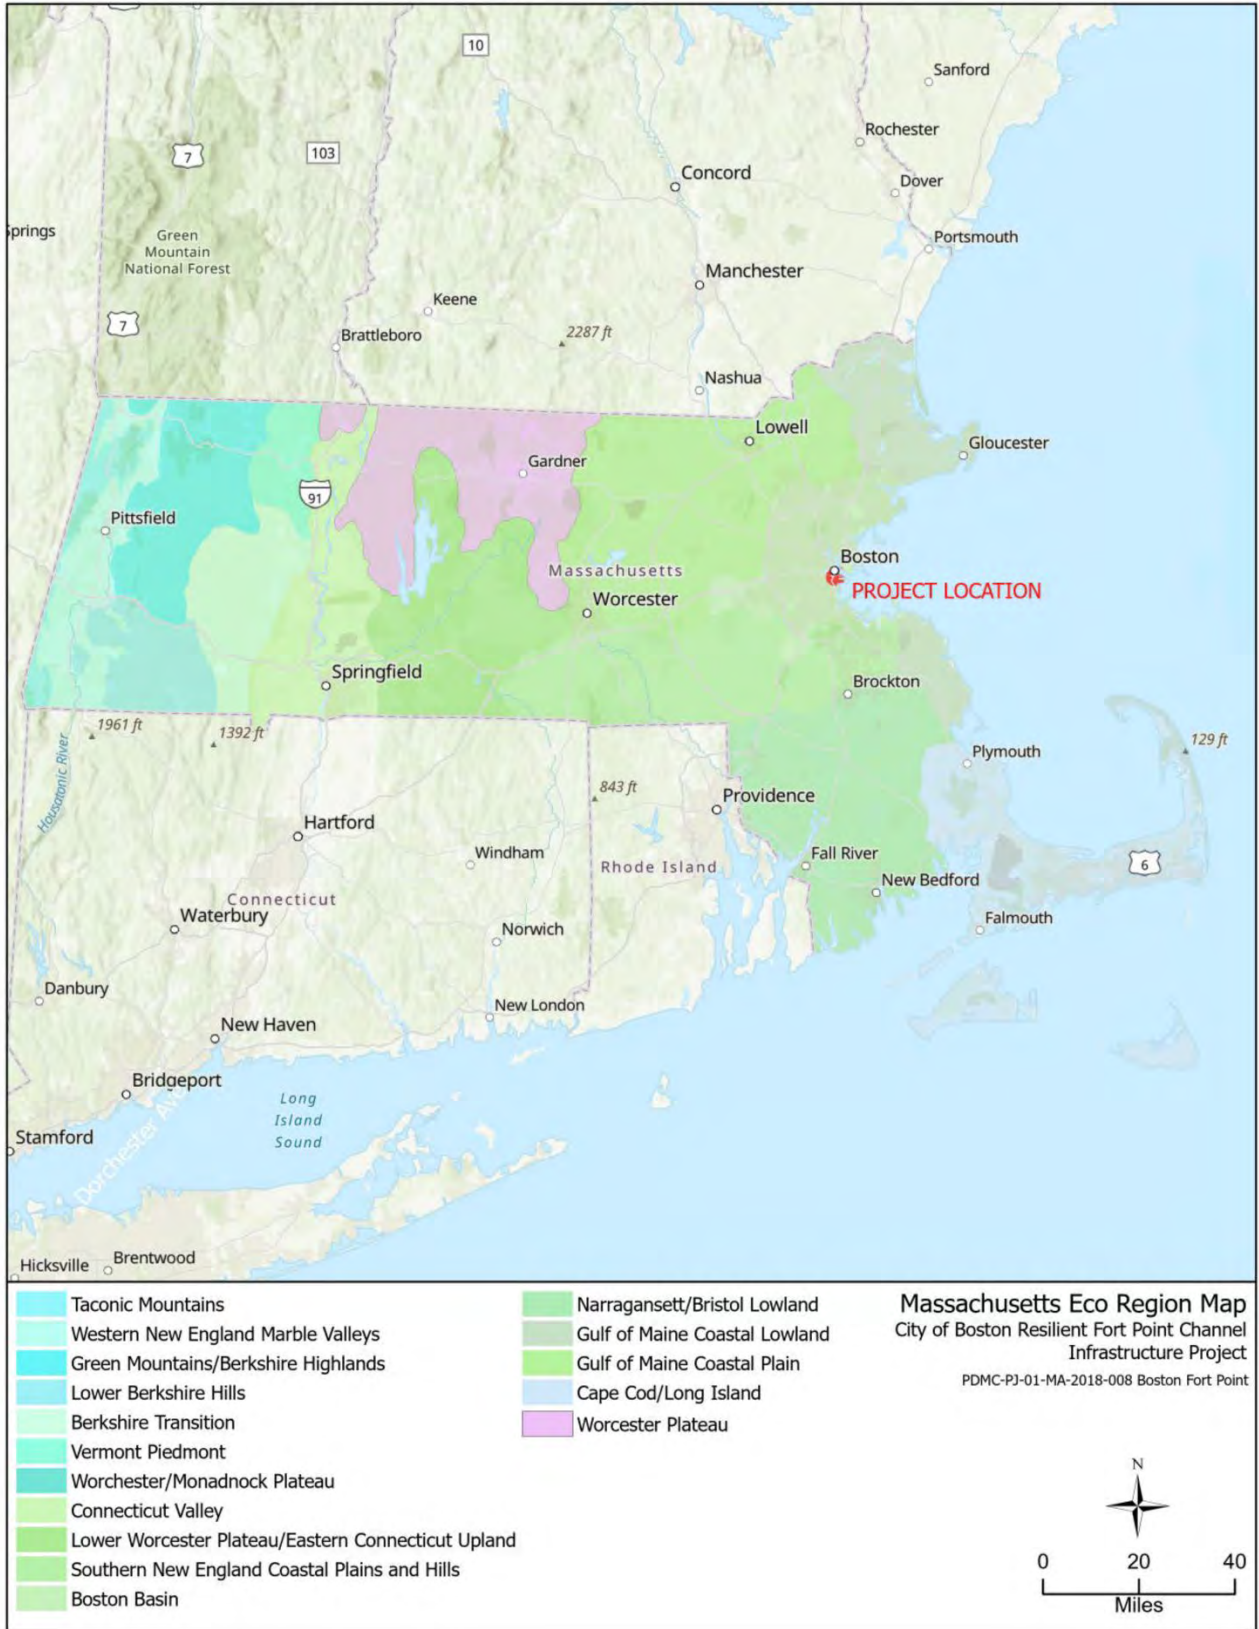 10
Sanford
Rochester
7
103
Concord
Dover
Springs
Green
Mountain
National Forest
Portsmouth
Manchester
Keene
7
Brattleboro
2287 ft
Nashua
Lowell
Gloucester
Gardner
91
Pittsfield
Boston
Massachusetts
PROJECT LOCATION
Worcester
Springfield
Brockton
1961 ft
1392 ft
129 ft
Plymouth
Housatonic River
843 ft
Providence
Hartford
Windham
Fall River
6
Rhode Island
New Bedford
Connecticut
Waterbury
Falmouth
Norwich
Danbury
New London
New Haven
Bridgeport
Long
Island
Sound
Stamford
Dorchester Ave
Brentwood
Hicksville
Taconic Mountains
Western New England Marble Valleys
Green Mountains/Berkshire Highlands
Lower Berkshire Hills
Berkshire Transition
Vermont Piedmont
Worchester/Monadnock Plateau
Connecticut Valley
Lower Worcester Plateau/Eastern Connecticut Upland
Southern New England Coastal Plains and Hills
Boston Basin
Narragansett/Bristol Lowland
Gulf of Maine Coastal Lowland
Gulf of Maine Coastal Plain
Cape Cod/Long Island
Worcester Plateau
Massachusetts Eco Region Map
City of Boston Resilient Fort Point Channel
Infrastructure Project
PDMC-PJ-01-MA-2018-008 Boston Fort Point
N
0 20 40
Miles